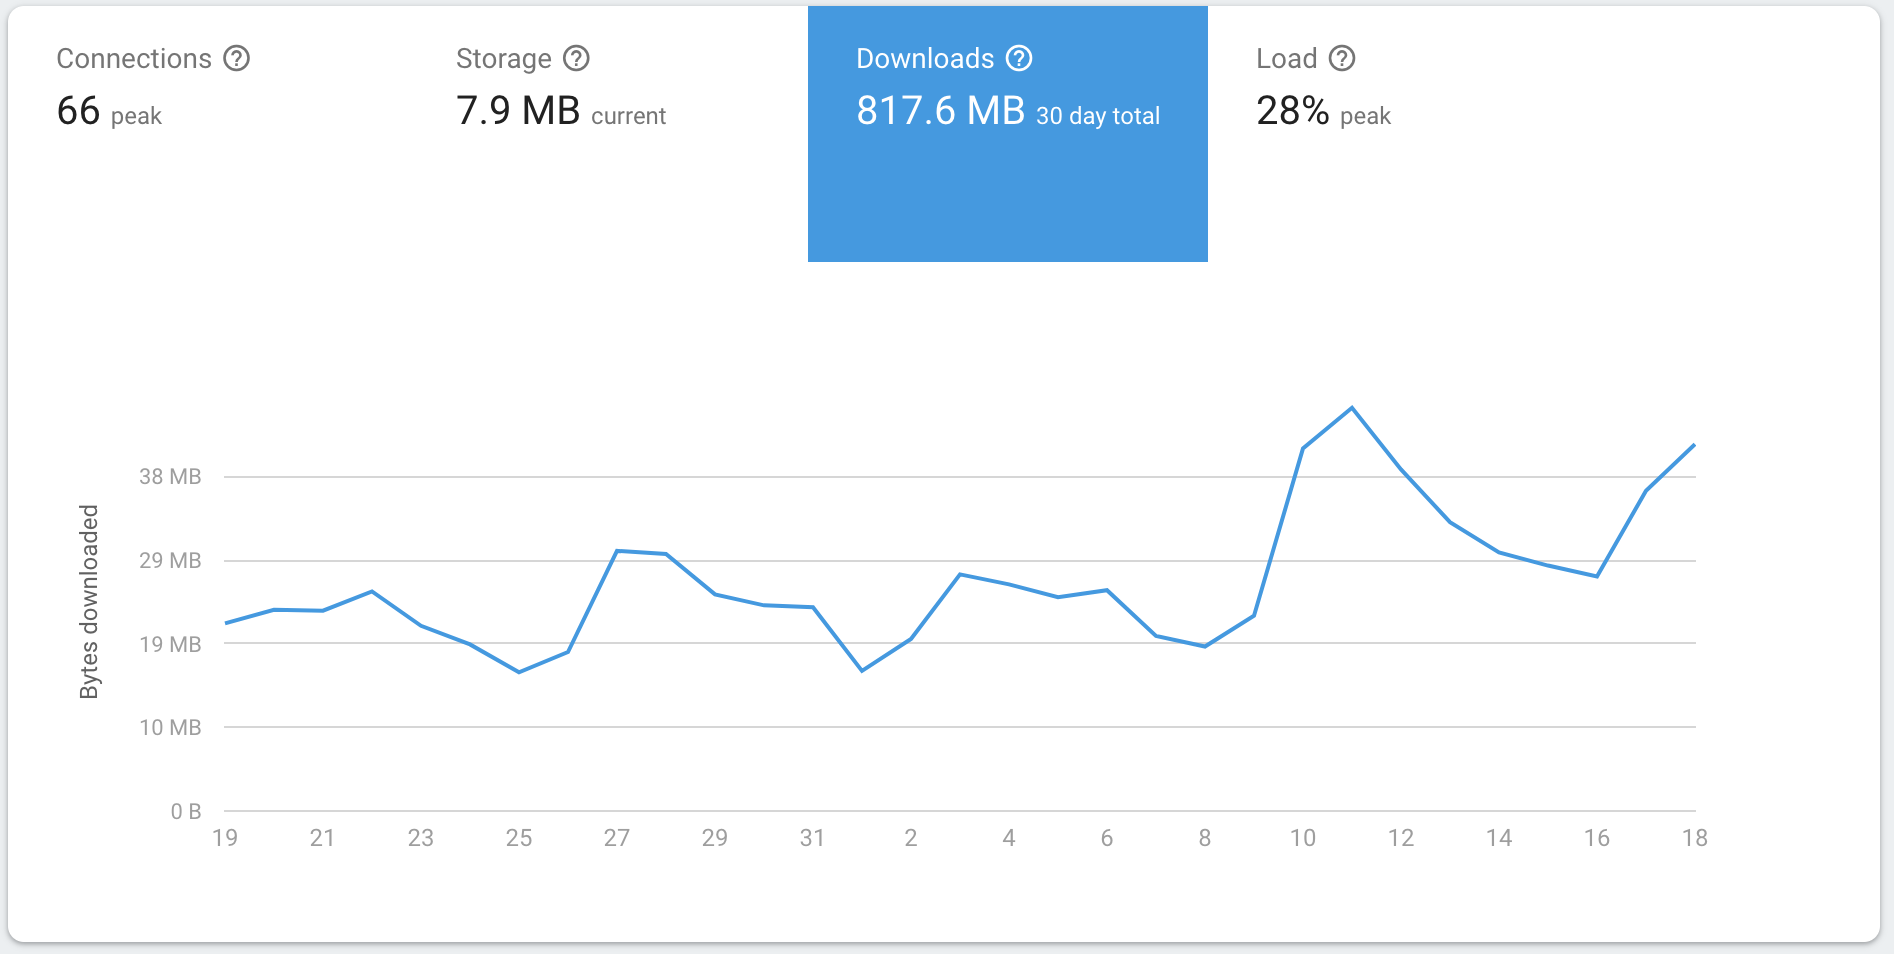 Connections
66 peak
Storage
7.9 MB current
Downloads
817.6 MB 30 day total
Load
28% peak
Bytes downloaded
38 MB
29 MB
19 MB
10 MB
0 B
19 21 23 25 27 29 31 2 4 6 8 10 12 14 16 18